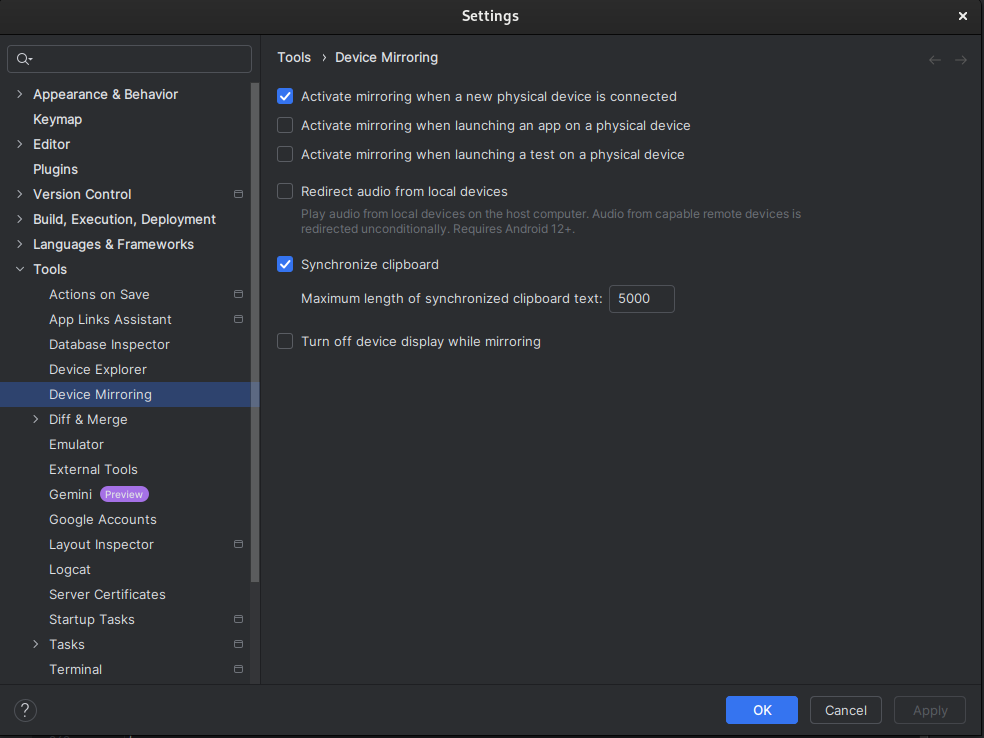 Settings
Tools › Device Mirroring
Appearance & Behavior
Keymap
Editor
Plugins
Version Control
Build, Execution, Deployment
Languages & Frameworks
Tools
Actions on Save
App Links Assistant
Database Inspector
Device Explorer
Device Mirroring
Diff & Merge
Emulator
External Tools
Gemini Preview
Google Accounts
Layout Inspector
Logcat
Server Certificates
Startup Tasks
Tasks
Terminal
Activate mirroring when a new physical device is connected
Activate mirroring when launching an app on a physical device
Activate mirroring when launching a test on a physical device
Redirect audio from local devices
Play audio from local devices on the host computer. Audio from capable remote devices is
redirected unconditionally. Requires Android 12+.
Synchronize clipboard
Maximum length of synchronized clipboard text: 5000
Turn off device display while mirroring
?
OK
Cancel
Apply